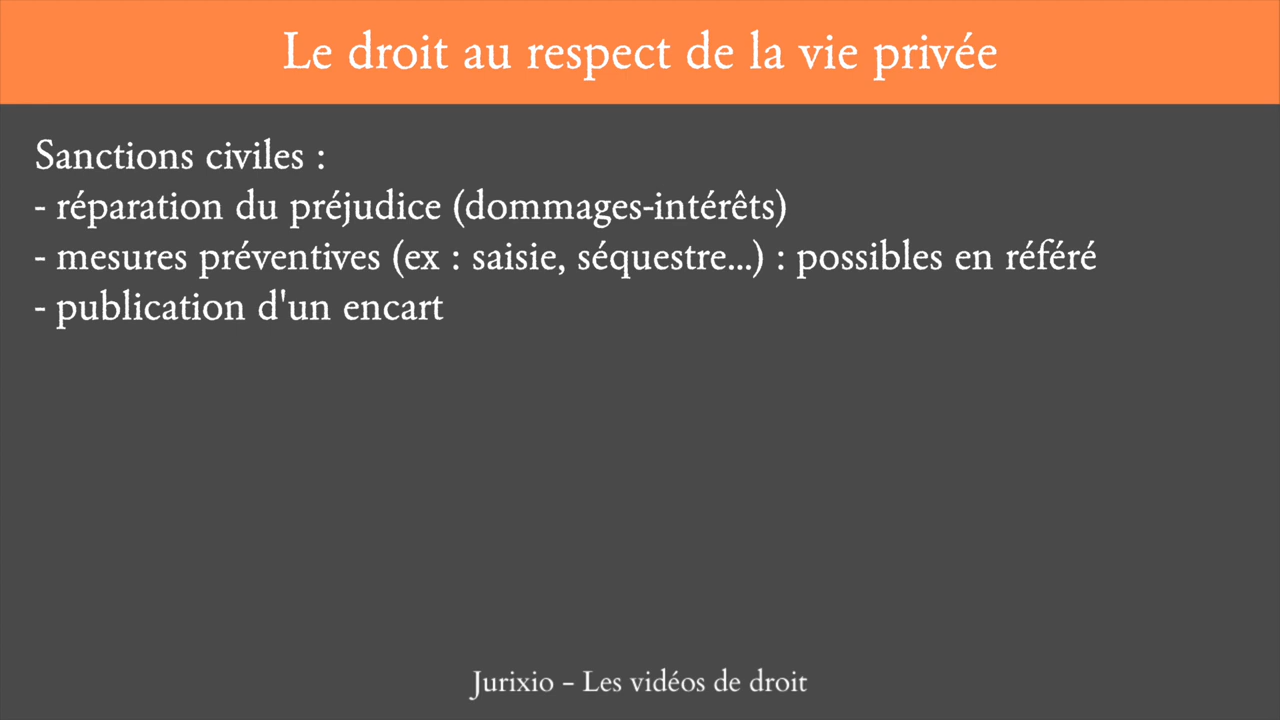 Le droit au respect de la vie privée
Sanctions civiles :
- réparation du préjudice (dommages-intérêts)
- mesures préventives (ex : saisie, séquestre...) : possibles en référé
- publication d'un encart
Jurixio - Les vidéos de droit